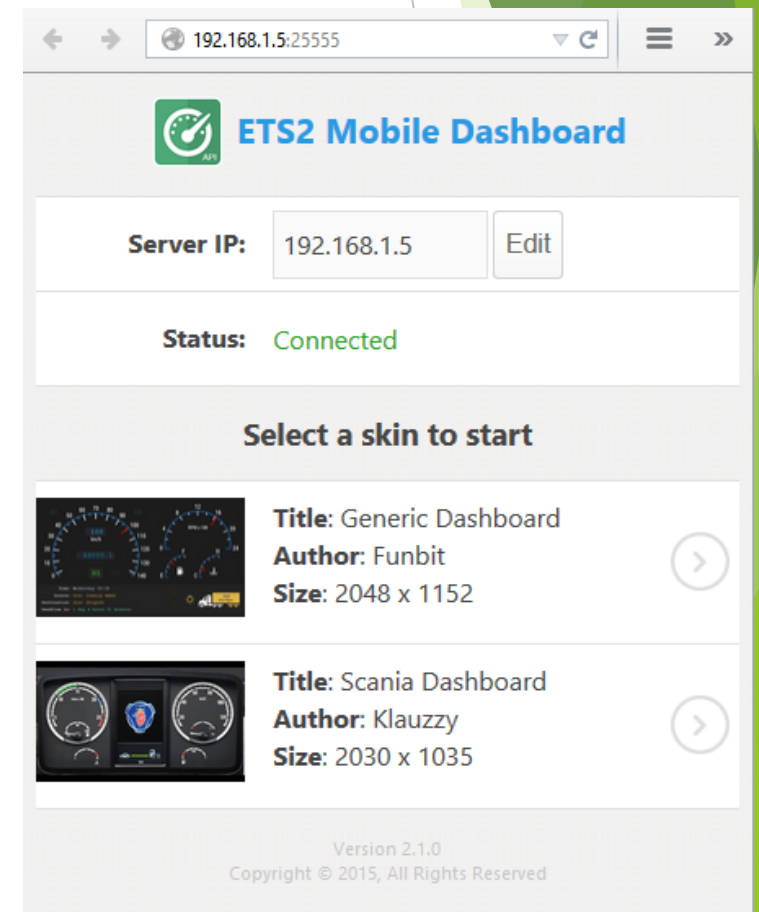 192.168.1.5:25555
API
ETS2 Mobile Dashboard
Server IP: 192.168.1.5 Edit
Status: Connected
Select a skin to start
Title: Generic Dashboard
Author: Funbit
Size: 2048 x 1152
Title: Scania Dashboard
Author: Klauzzy
Size: 2030 x 1035
Version 2.1.0
Copyright © 2015, All Rights Reserved